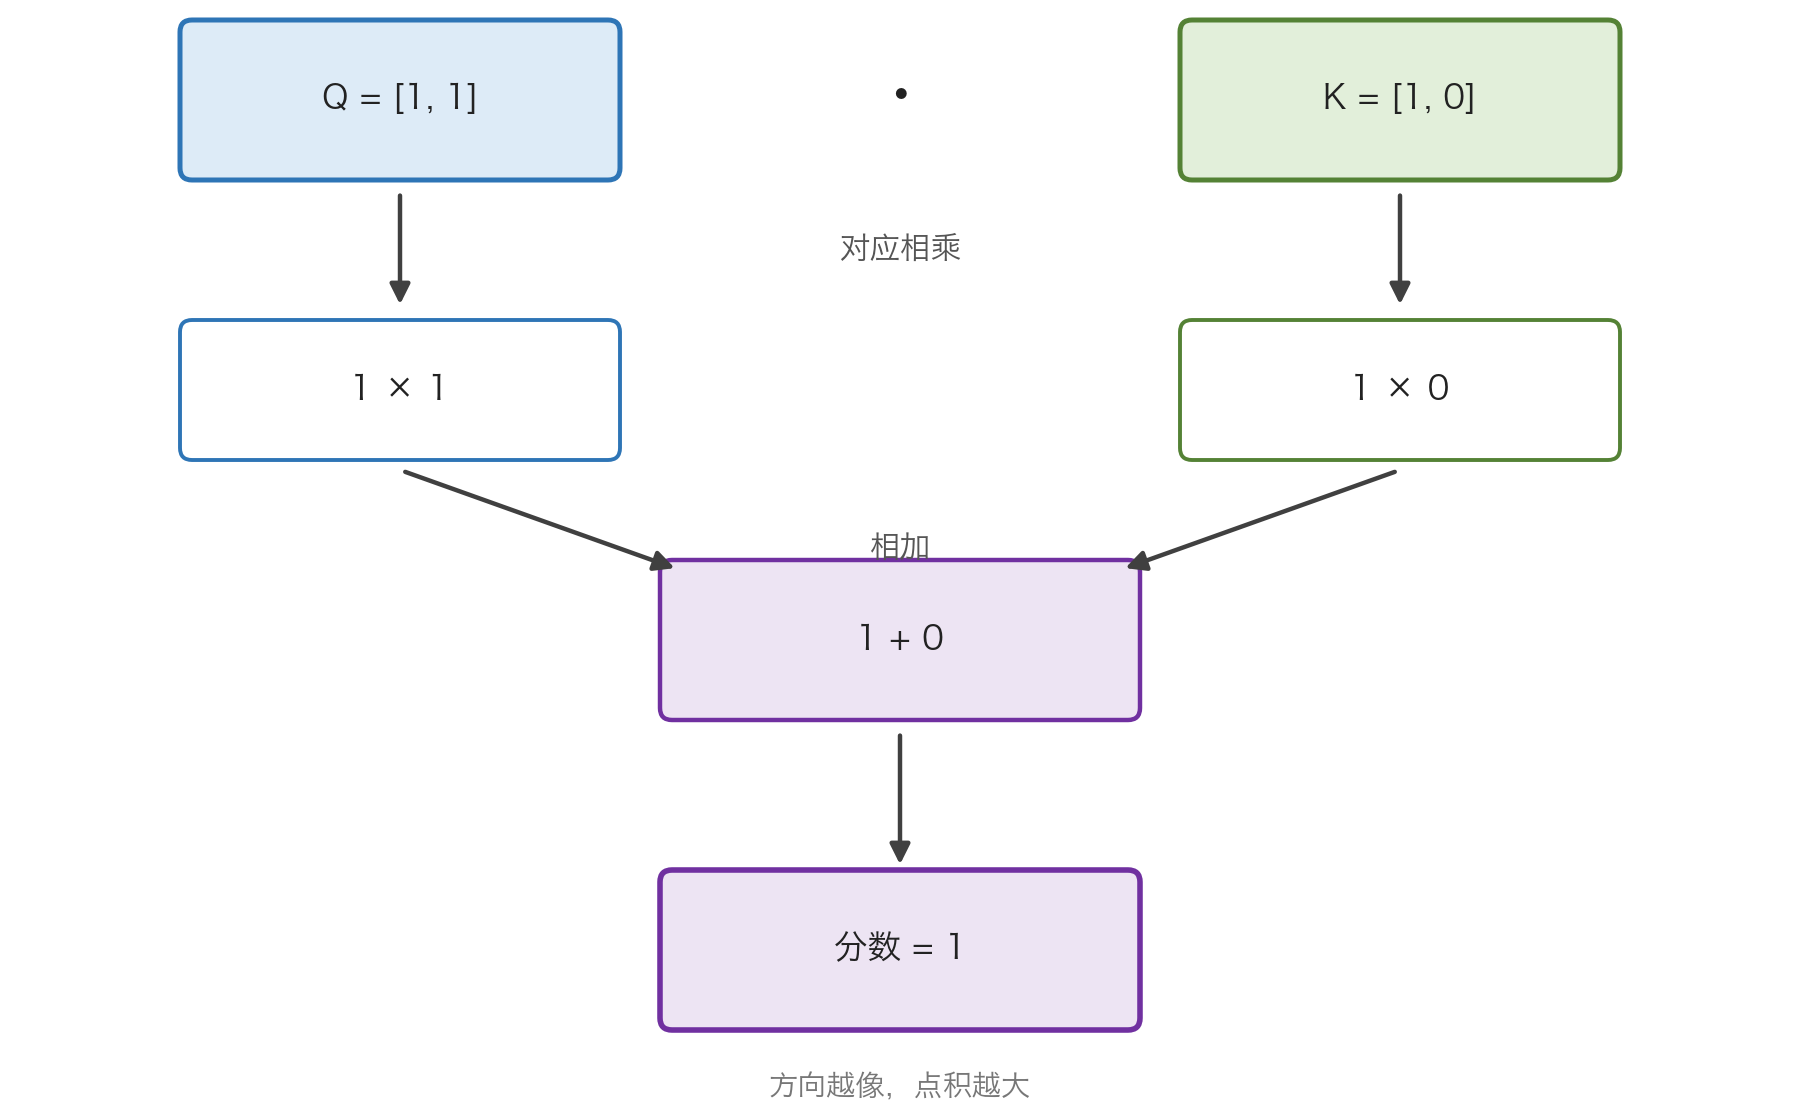 Q = [1, 1]
·
K = [1, 0]
对应相乘
1 × 1
1 × 0
相加
1 + 0
分数 = 1
方向越像，点积越大